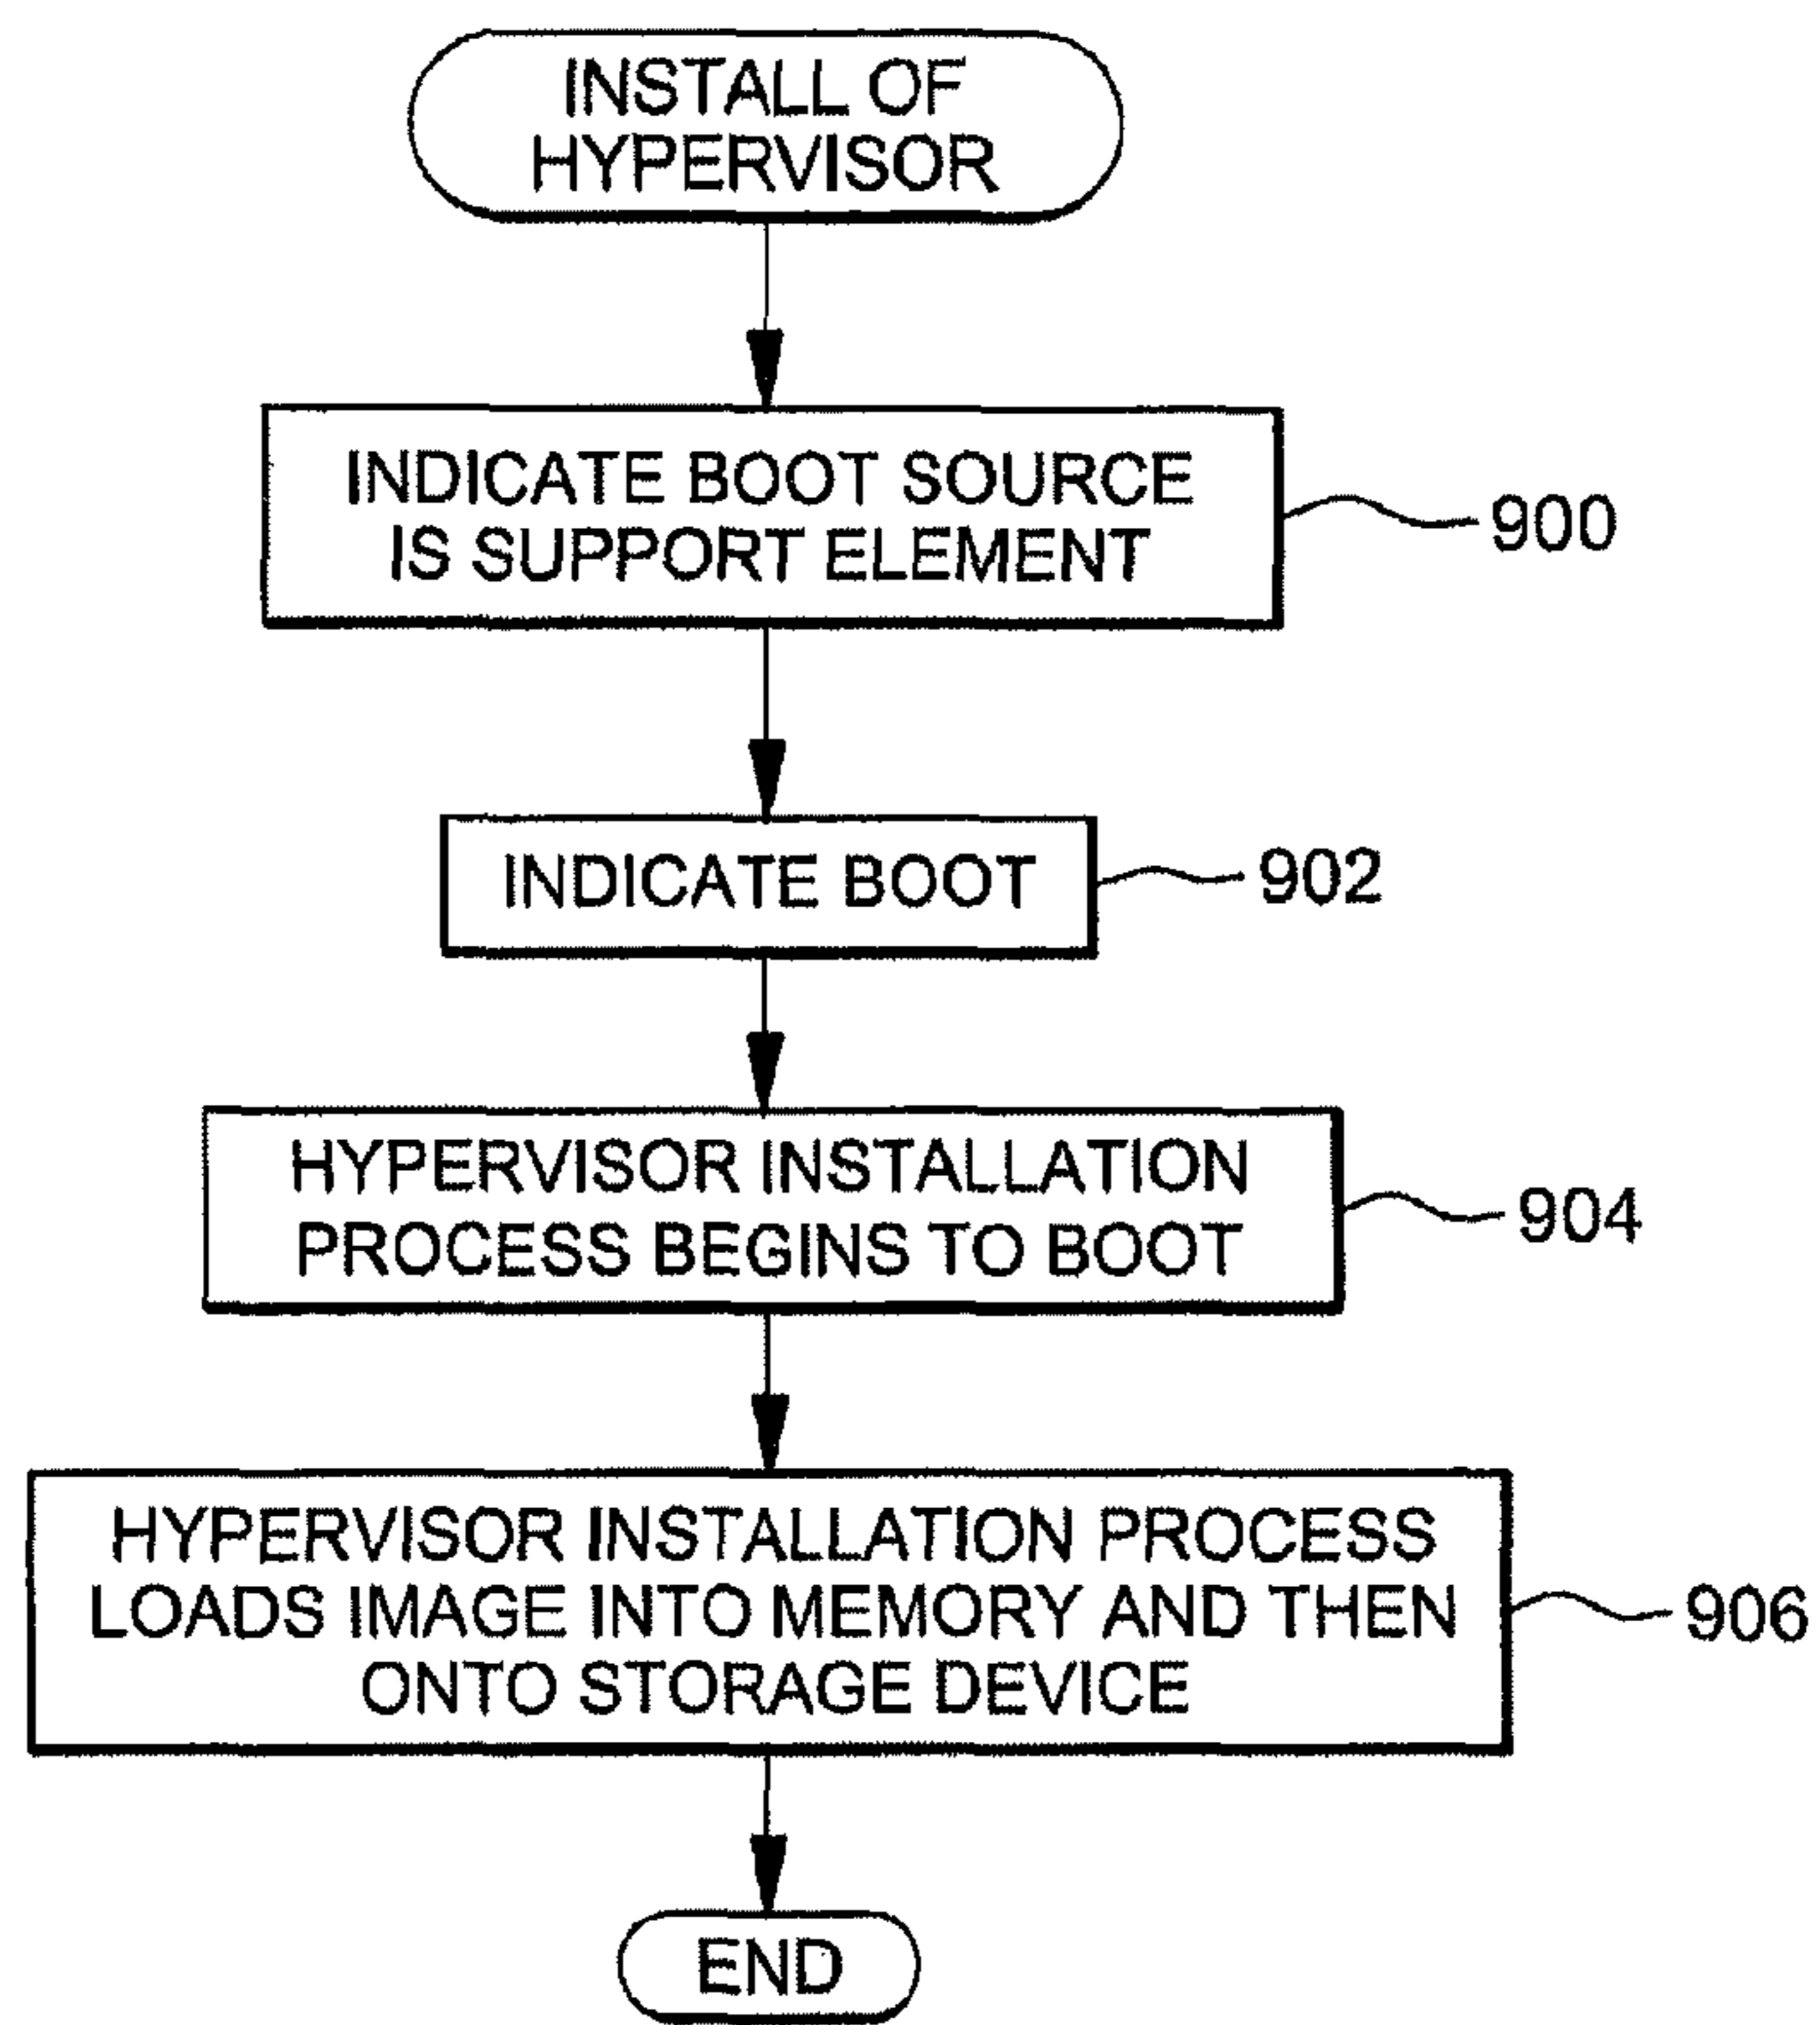 INSTALL OF
HYPERVISOR
INDICATE BOOT SOURCE
IS SUPPORT ELEMENT
900
INDICATE BOOT
902
HYPERVISOR INSTALLATION
PROCESS BEGINS TO BOOT
904
HYPERVISOR INSTALLATION PROCESS
LOADS IMAGE INTO MEMORY AND THEN
ONTO STORAGE DEVICE
906
END